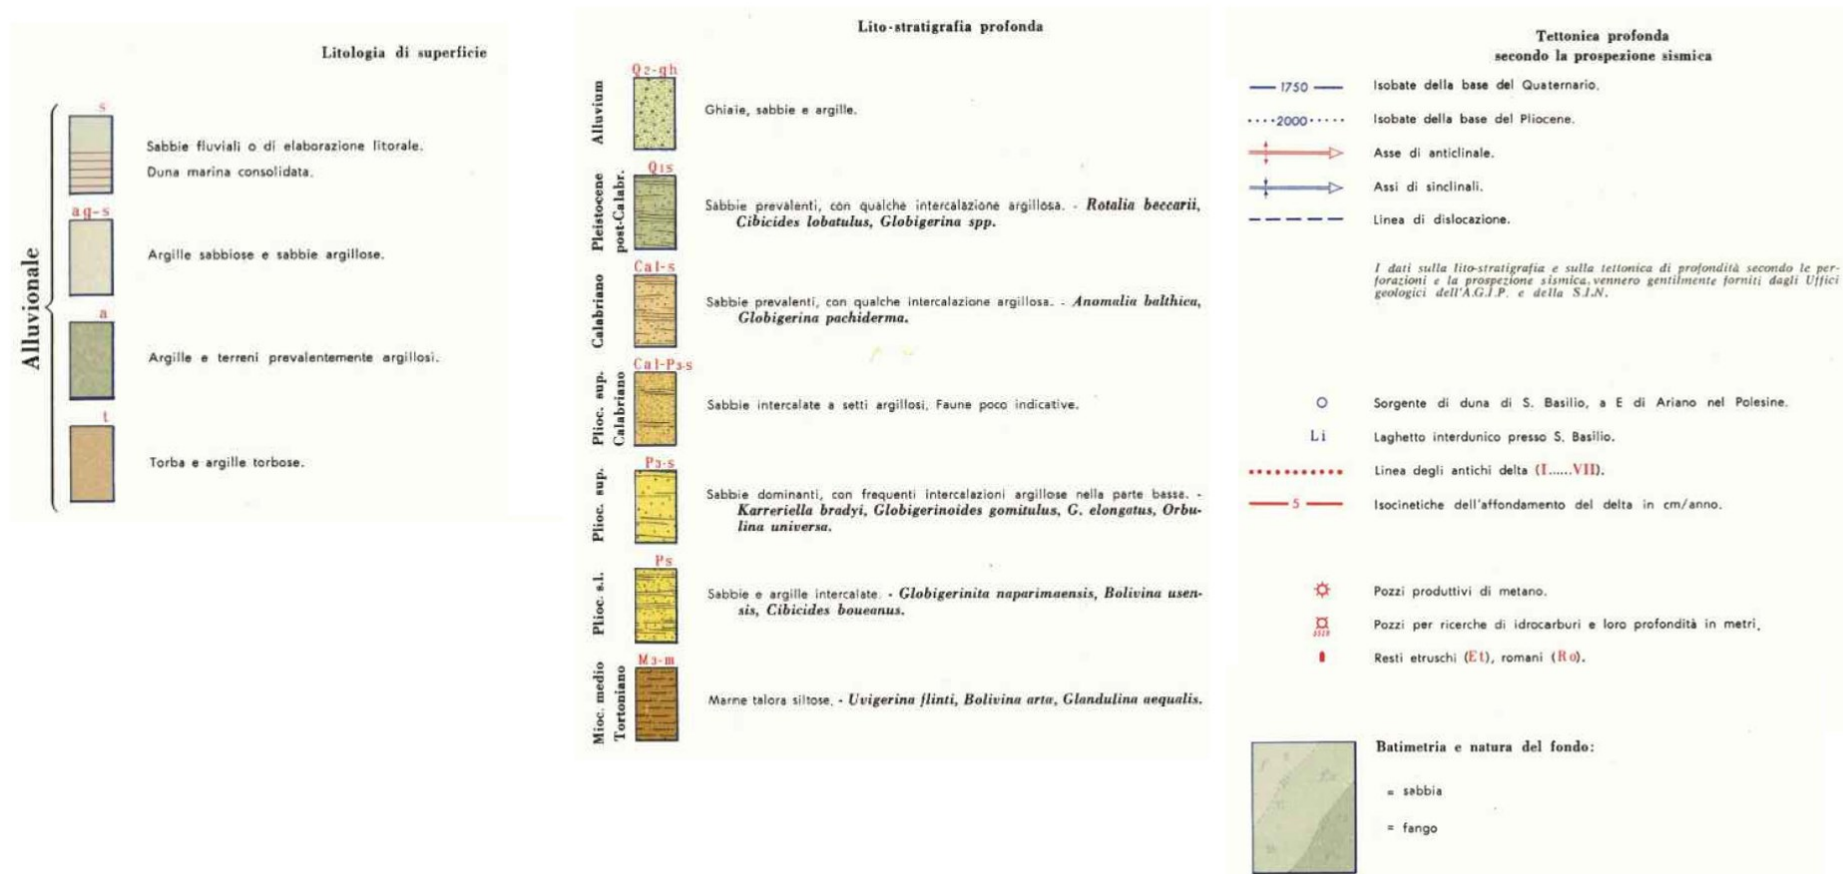 Litologia di superficie
Alluvionale
s
Sabbie fluviali o di elaborazione litorale.
Duna marina consolidata.
ag-s
Argille sabbiose e sabbie argillose.
a
Argille e terreni prevalentemente argillosi.
t
Torba e argille torbose.
Lito-stratigrafia profonda
Alluvium
Q2-gh
Ghiaie, sabbie e argille.
Pleistocene
post-Calabr.
Q1s
Sabbie prevalenti, con qualche intercalazione argillosa. - Rotalia beccarii,
Cibicides lobatulus, Globigerina spp.
Calabriano
Cal-s
Sabbie prevalenti, con qualche intercalazione argillosa. - Anomalia balthica,
Globigerina pachiderma.
Plioc. sup.
Calabriano
Cal-P3-s
Sabbie intercalate a setti argillosi, Faune poco indicative.
Plioc. sup.
P3-s
Sabbie dominanti, con frequenti intercalazioni argillose nella parte bassa. -
Karreriella bradyi, Globigerinoides gomitulus, G. elongatus, Orbu-
lina universa.
Plioc. s.l.
Ps
Sabbie e argille intercalate. - Globigerinita naparimaensis, Bolivina usen-
sis, Cibicides boueanus.
Mioc. medio
Tortoniano
M3-m
Marne talora siltose. - Uvigerina flinti, Bolivina arta, Glandulina aequalis.
Tettonica profonda
secondo la prospezione sismica
1750
Isobate della base del Quaternario.
2000
Isobate della base del Pliocene.
Asse di anticlinale.
Assi di sinclinali.
Linea di dislocazione.
I dati sulla lito-stratigrafia e sulla tettonica di profondità secondo le per-
forazioni e la prospezione sismica, vennero gentilmente forniti dagli Uffici
geologici dell'A.G.I.P. e della S.I.N.
Sorgente di duna di S. Basilio, a E di Ariano nel Polesine.
Li
Laghetto interdunico presso S. Basilio.
Linea degli antichi delta (I......VII).
5
Isocinetiche dell'affondamento del delta in cm/anno.
Pozzi produttivi di metano.
Pozzi per ricerche di idrocarburi e loro profondità in metri.
Resti etruschi (Et), romani (Ro).
Batimetria e natura del fondo:
= sabbia
= fango